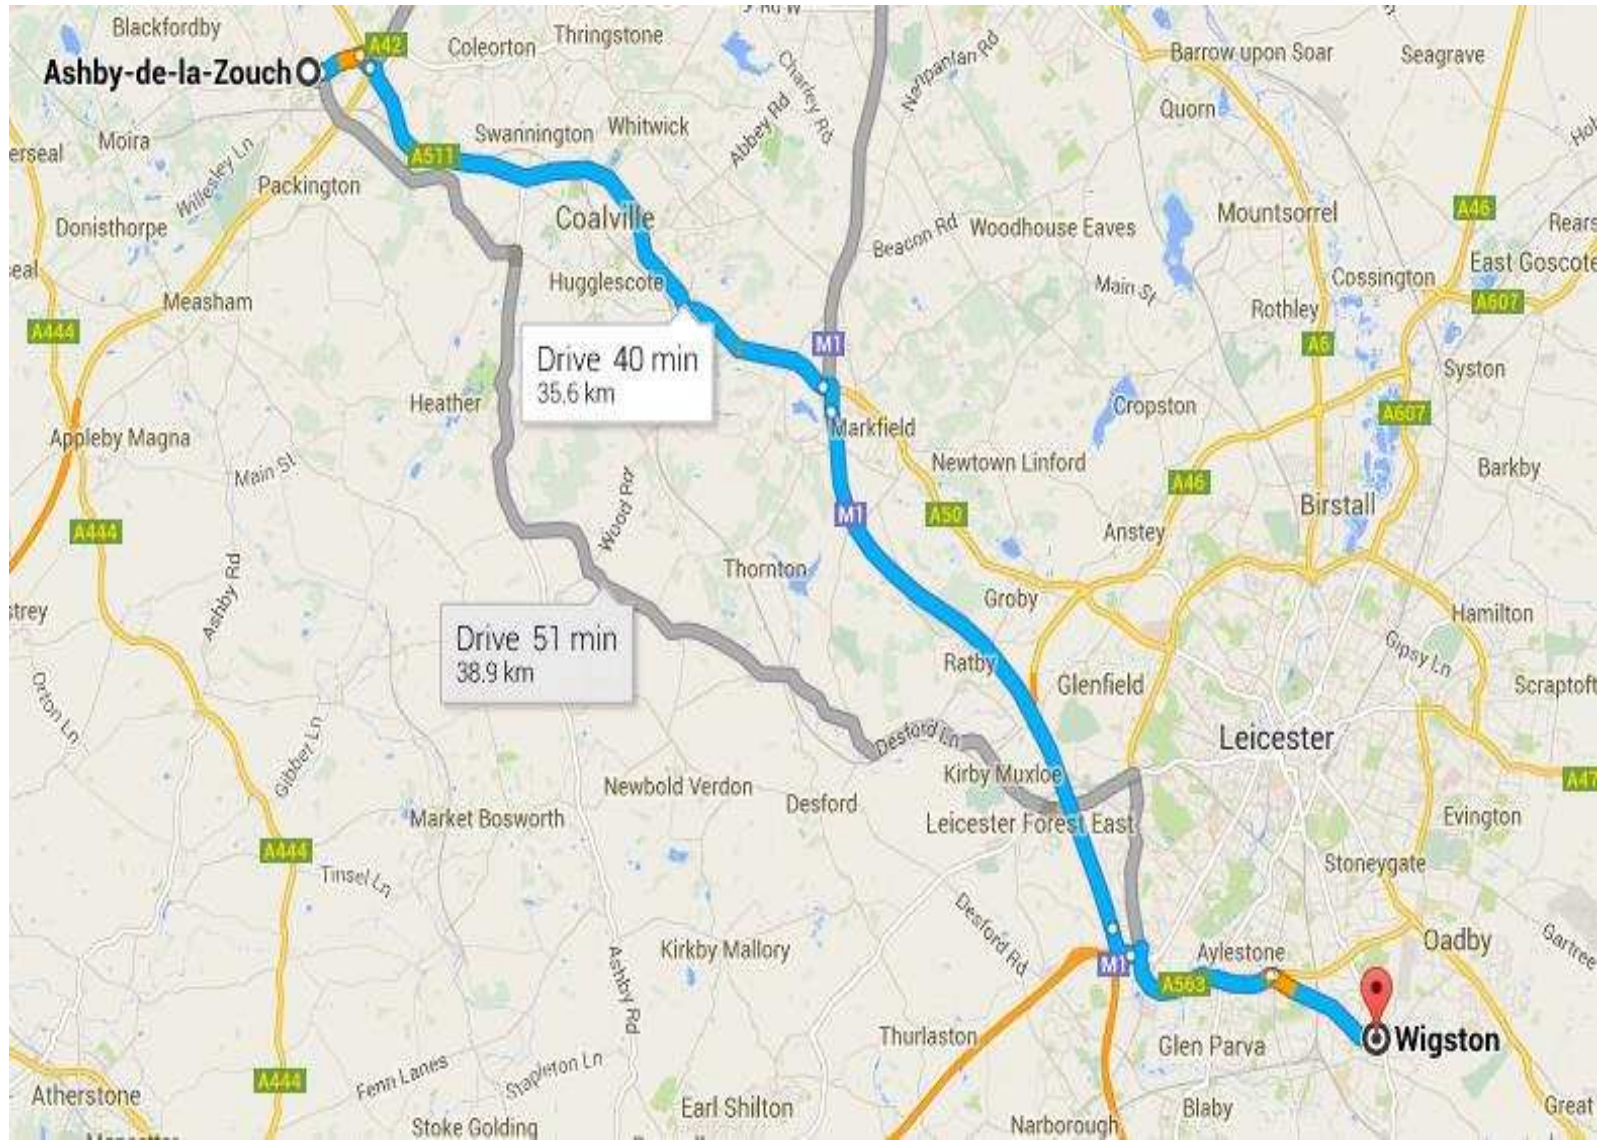 Blackfordby
A42
Coleorton
Thringstone
Barrow upon Soar
Seagrave
Ashby-de-la-Zouch
Charley Rd
Quorn
Moira
Swannington
Whitwick
Abbey Rd
A511
Willesley Ln
Packington
Donisthorpe
Coalville
Beacon Rd
Woodhouse Eaves
Mountsorrel
A46
Rears
East Goscote
Hugglescote
Main St
Cossington
Measham
Rothley
A607
A444
M1
A6
Drive 40 min
35,6 km
Syston
Heather
Cropston
A607
Appleby Magna
Markfield
Main St
Newtown Linford
Barkby
A46
Wood Rd
M1
A50
Birstall
A444
Anstey
Ashby Rd
Thornton
Groby
strey
Hamilton
Drive 51 min
38.9 km
Gipsy Ln
Ratby
Glenfield
Scraptoft
Orton Ln
Gibbet Ln
Desford Ln
Leicester
Kirby Muxloe
A47
Newbold Verdon
Desford
Market Bosworth
Leicester Forest East
Evington
A444
Stoneygate
Tinsel Ln
Desford Rd
Kirkby Mallory
Aylestone
Oadby
Gartree
M1
A563
Ashby Rd
Thurlaston
Glen Parva
Wigston
A444
Fenn Lanes
Stapleton Ln
Atherstone
Earl Shilton
Blaby
Great
Stoke Golding
Narborough